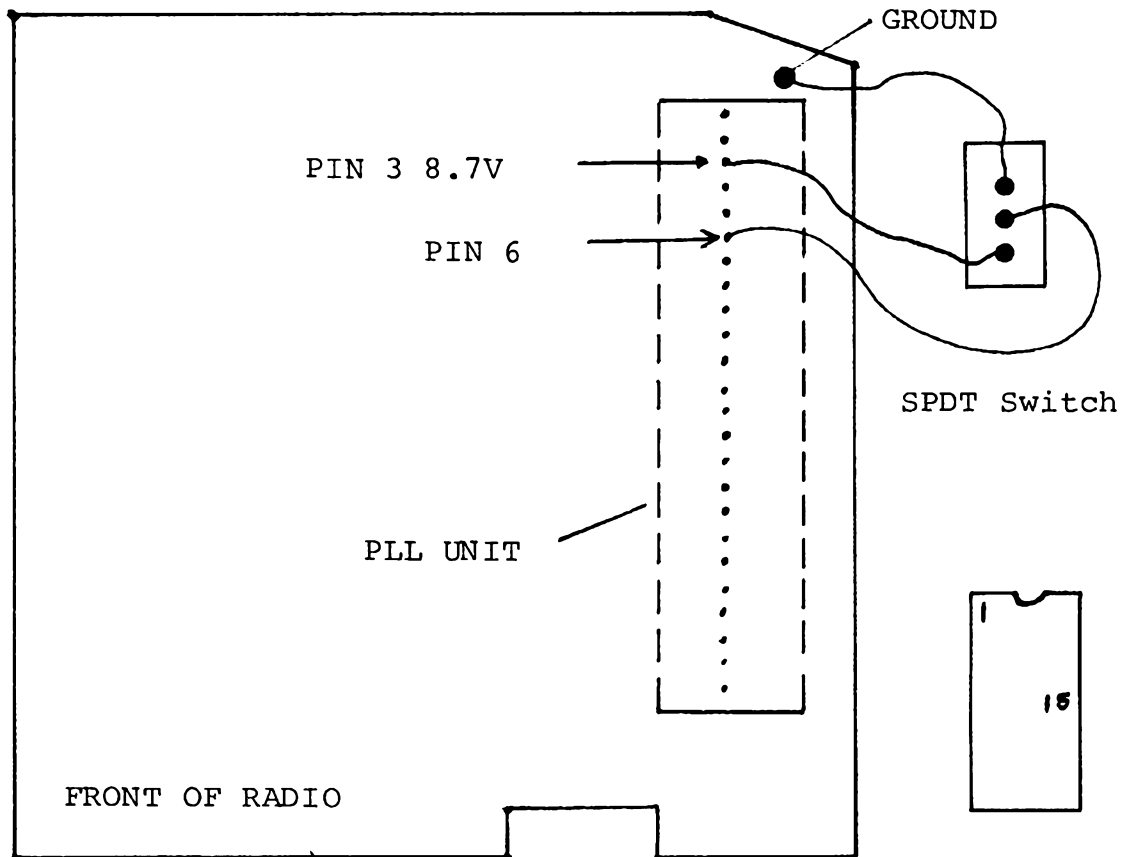 GROUND
PIN 3 8.7V
PIN 6
SPDT Switch
PLL UNIT
1
15
FRONT OF RADIO